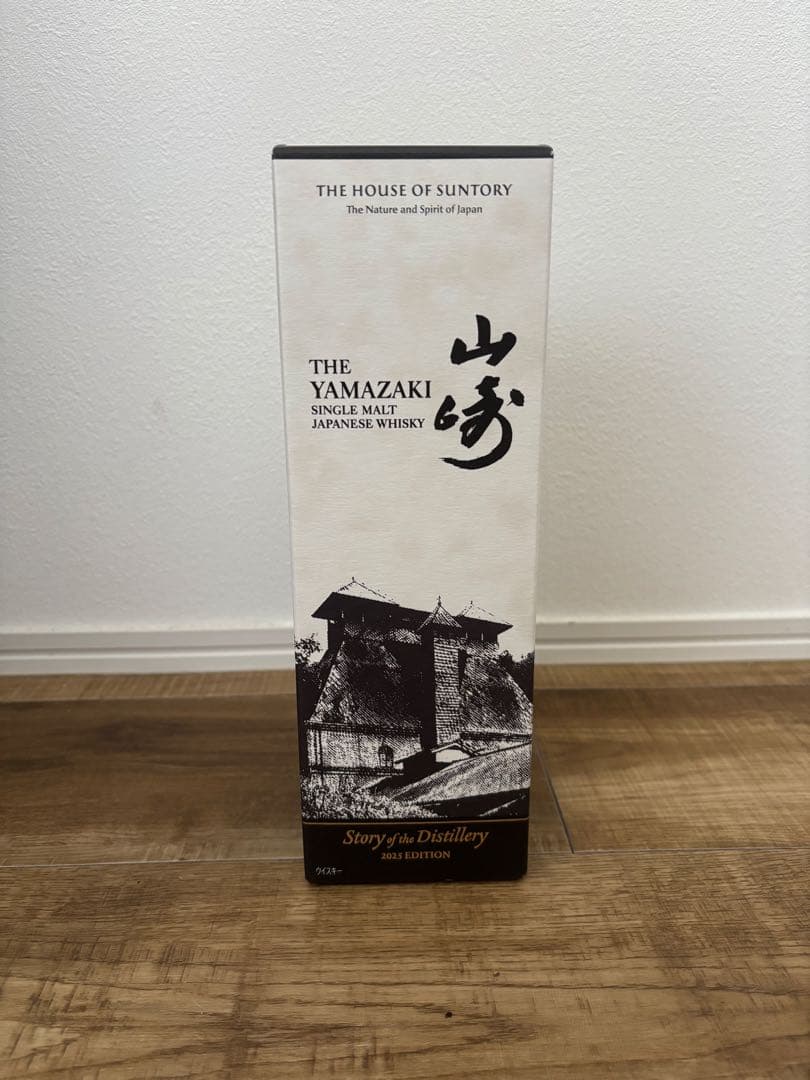 THE HOUSE OF SUNTORY
The Nature and Spirit of Japan
山崎
THE
YAMAZAKI
SINGLE MALT
JAPANESE WHISKY
Story of the Distillery
2025 EDITION
ウイスキー